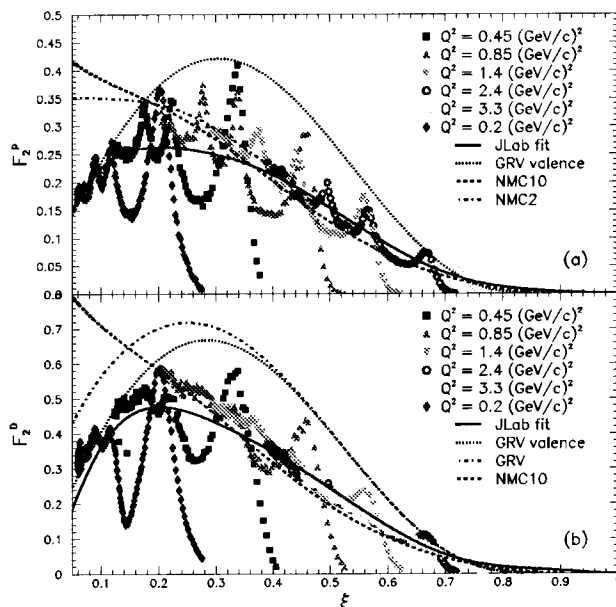 0.5
0.45
0.4
0.35
0.3
0.25
0.2
0.15
0.1
0.05
F₂ᵖ
Q² = 0.45 (GeV/c)²
Q² = 0.85 (GeV/c)²
Q² = 1.4 (GeV/c)²
Q² = 2.4 (GeV/c)²
Q² = 3.3 (GeV/c)²
Q² = 0.2 (GeV/c)²
JLab fit
GRV valence
NMC10
NMC2
(a)
0.7
0.6
0.5
0.4
0.3
0.2
0.1
0
F₂ᴰ
Q² = 0.45 (GeV/c)²
Q² = 0.85 (GeV/c)²
Q² = 1.4 (GeV/c)²
Q² = 2.4 (GeV/c)²
Q² = 3.3 (GeV/c)²
Q² = 0.2 (GeV/c)²
JLab fit
GRV valence
GRV
NMC10
(b)
0.1 0.2 0.3 0.4 0.5 0.6 0.7 0.8 0.9
ξ